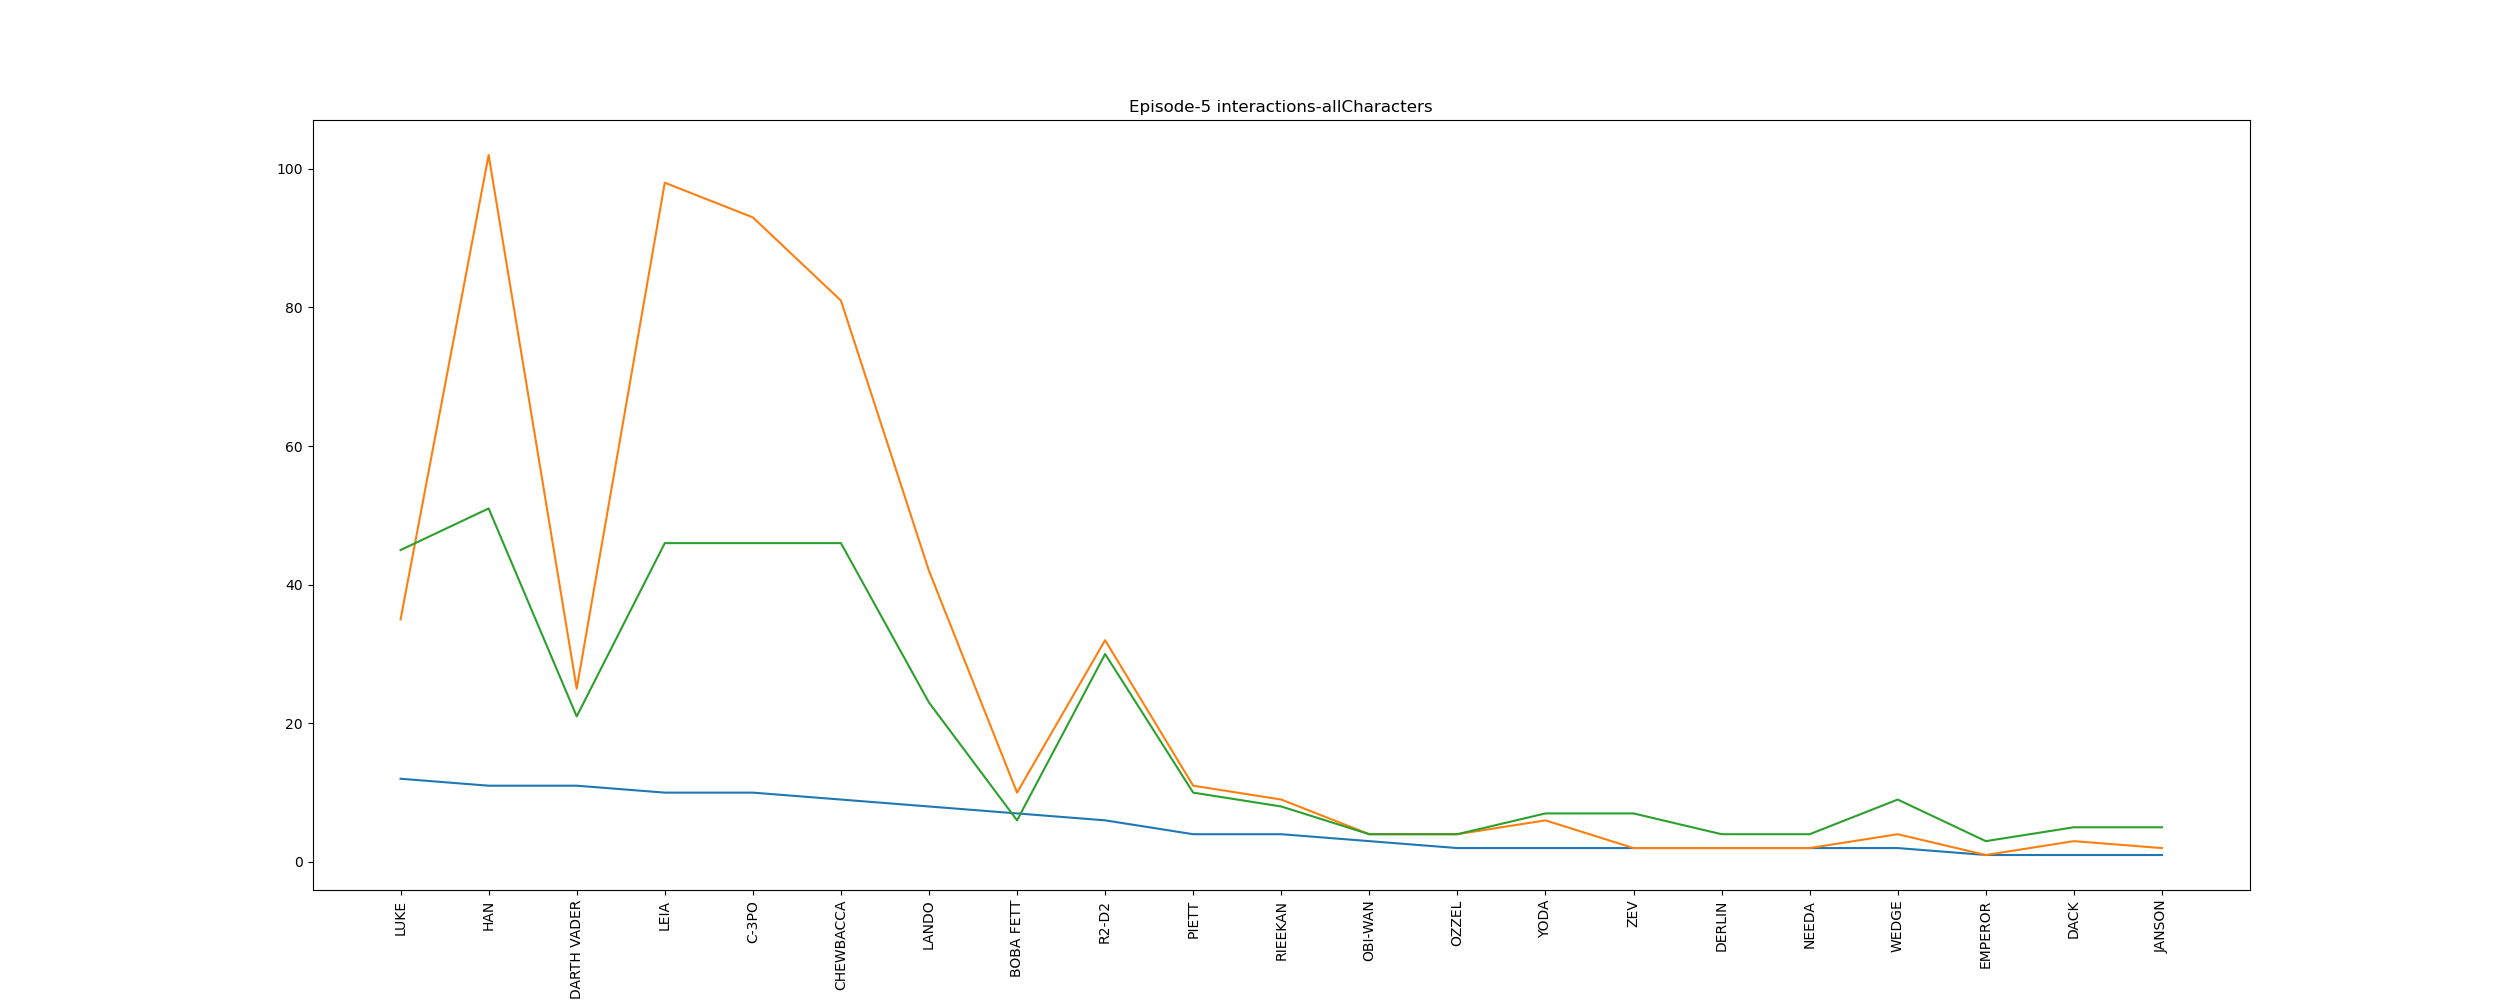 Episode-5 interactions-allCharacters
100
80
60
40
20
0
LUKE
HAN
DARTH VADER
LEIA
C-3PO
CHEWBACCA
LANDO
BOBA FETT
R2-D2
PIETT
RIEEKAN
OBI-WAN
OZZEL
YODA
ZEV
DERLIN
NEEDA
WEDGE
EMPEROR
DACK
JANSON